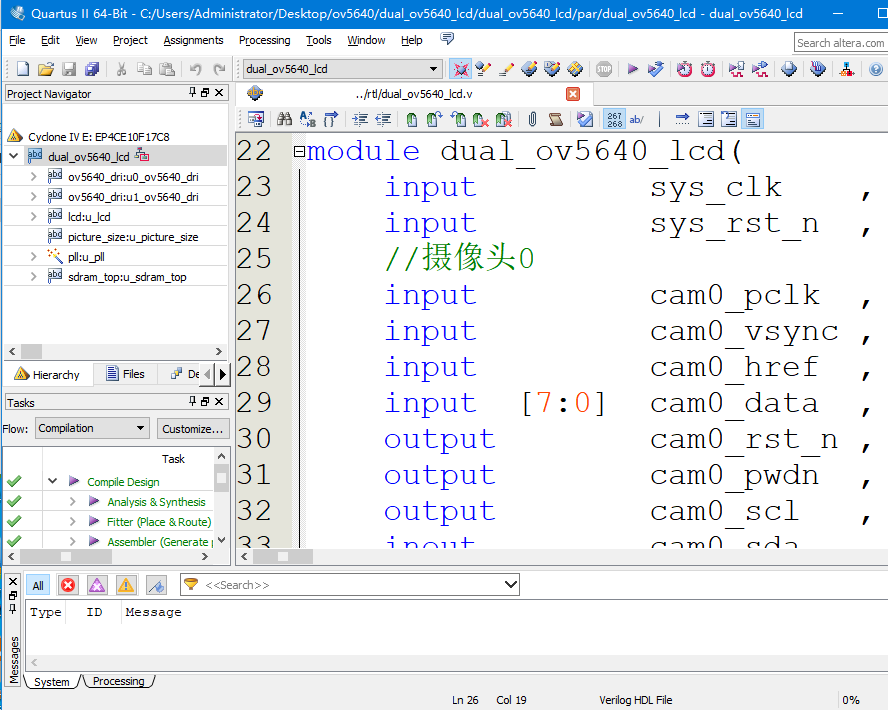 Quartus II 64-Bit - C:/Users/Administrator/Desktop/ov5640/dual_ov5640_lcd/dual_ov5640_lcd/par/dual_ov5640_lcd - dual_ov5640_lcd
File Edit View Project Assignments Processing Tools Window Help
Search altera.com
dual_ov5640_lcd
Project Navigator
../rtl/dual_ov5640_lcd.v
Cyclone IV E: EP4CE10F17C8
dual_ov5640_lcd
ov5640_dri:u0_ov5640_dri
ov5640_dri:u1_ov5640_dri
lcd:u_lcd
picture_size:u_picture_size
pll:u_pll
sdram_top:u_sdram_top
Hierarchy Files De
Tasks
Flow: Compilation Customize...
Task
Compile Design
Analysis & Synthesis
Fitter (Place & Route)
Assembler (Generate
267
268 ab/
22 module dual_ov5640_lcd(
23 input sys_clk ,
24 input sys_rst_n ,
25 //摄像头0
26 input cam0_pclk ,
27 input cam0_vsync ,
28 input cam0_href ,
29 input [7:0] cam0_data ,
30 output cam0_rst_n ,
31 output cam0_pwdn ,
32 output cam0_scl ,
33 inout cam0_sda
All <<Search>>
Type ID Message
Messages
System Processing
Ln 26 Col 19 Verilog HDL File 0%